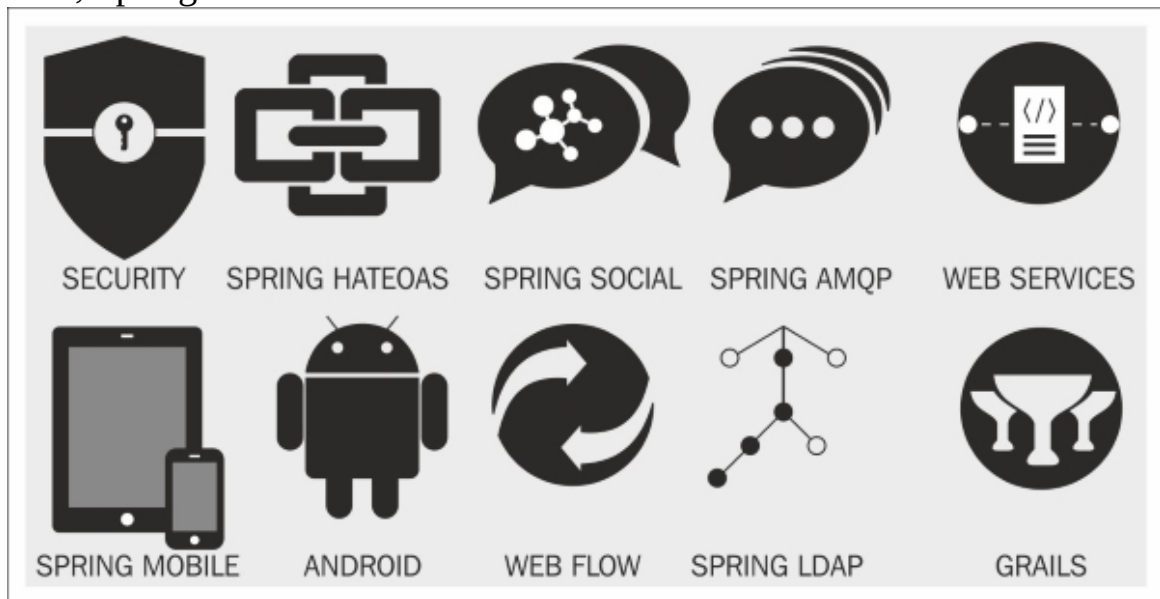 SECURITY SPRING HATEOAS SPRING SOCIAL SPRING AMQP WEB SERVICES
</>
SPRING MOBILE ANDROID WEB FLOW SPRING LDAP GRAILS